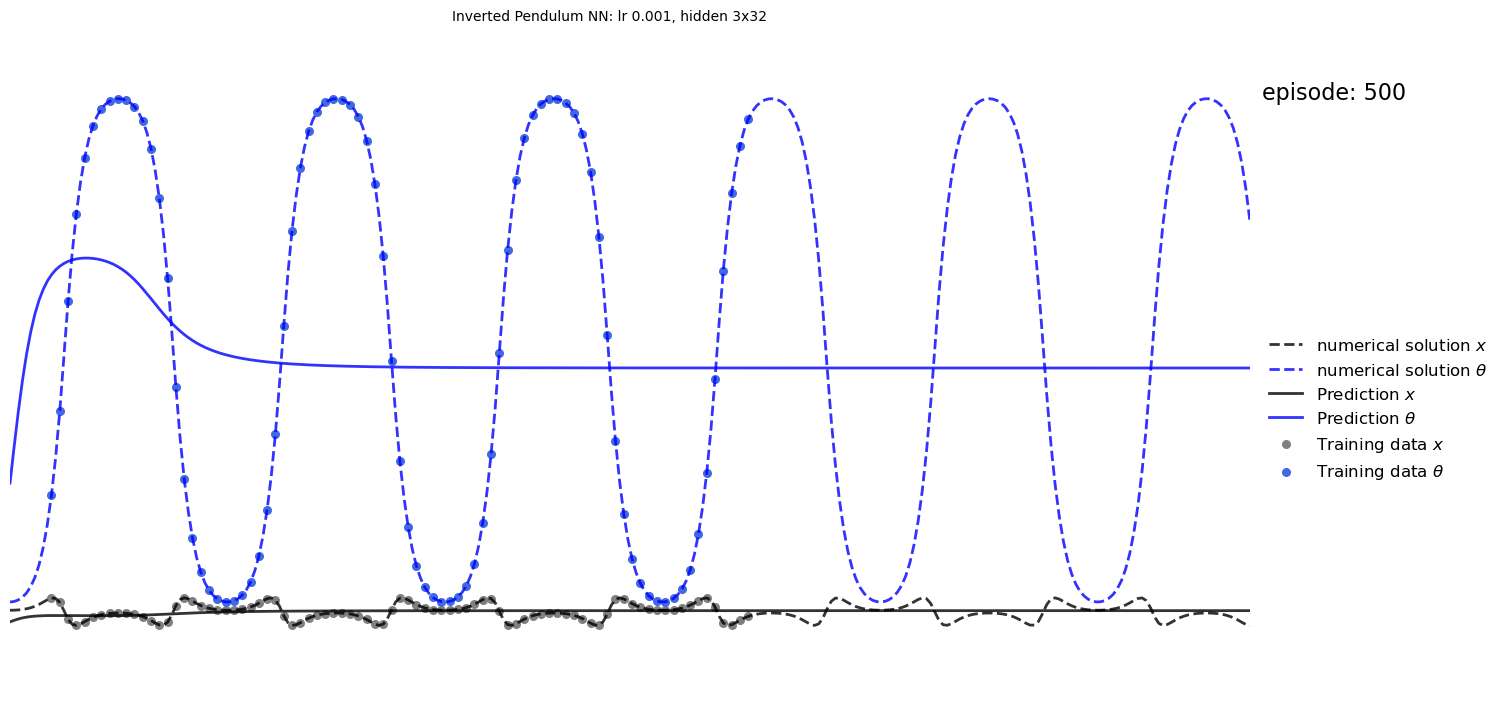 Inverted Pendulum NN: lr 0.001, hidden 3x32
episode: 500
numerical solution x
numerical solution θ
Prediction x
Prediction θ
Training data x
Training data θ